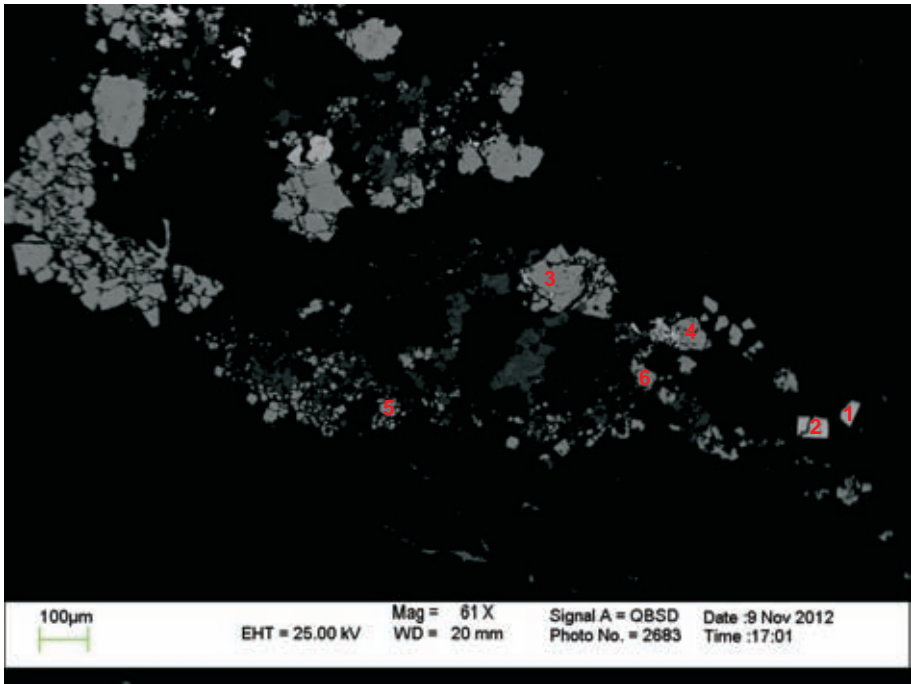 3
4
6
5
1
2
100µm
EHT = 25.00 kV
Mag = 61 X
WD = 20 mm
Signal A = QBSD
Photo No. = 2683
Date :9 Nov 2012
Time :17:01